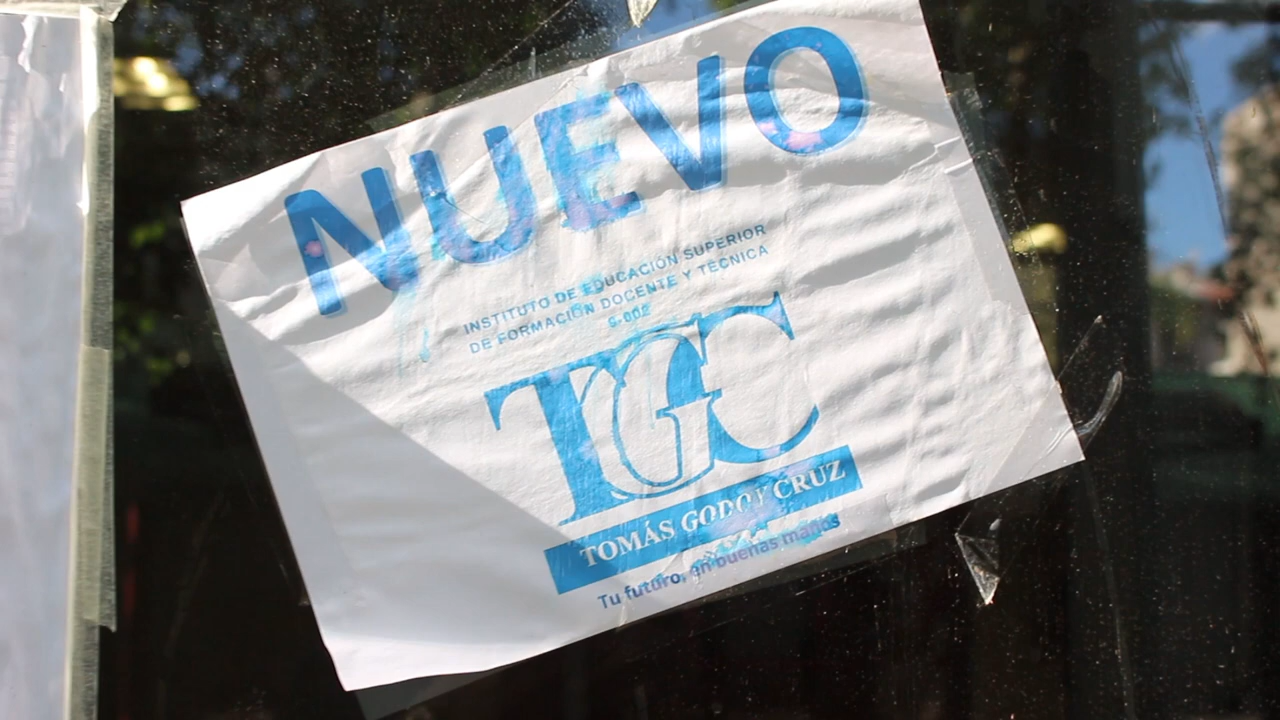 NUEVO
INSTITUTO DE EDUCACIÓN SUPERIOR
DE FORMACIÓN DOCENTE Y TÉCNICA
9-002
TGC
TOMÁS GODOY CRUZ
Tu futuro, en buenas manos